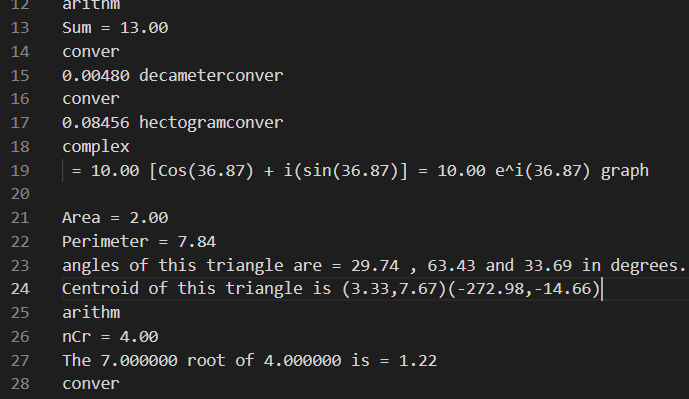 12 arithm
13 Sum = 13.00
14 conver
15 0.00480 decameterconver
16 conver
17 0.08456 hectogramconver
18 complex
19 = 10.00 [Cos(36.87) + i(sin(36.87)] = 10.00 e^i(36.87) graph
20
21 Area = 2.00
22 Perimeter = 7.84
23 angles of this triangle are = 29.74 , 63.43 and 33.69 in degrees.
24 Centroid of this triangle is (3.33,7.67)(-272.98,-14.66)
25 arithm
26 nCr = 4.00
27 The 7.000000 root of 4.000000 is = 1.22
28 conver